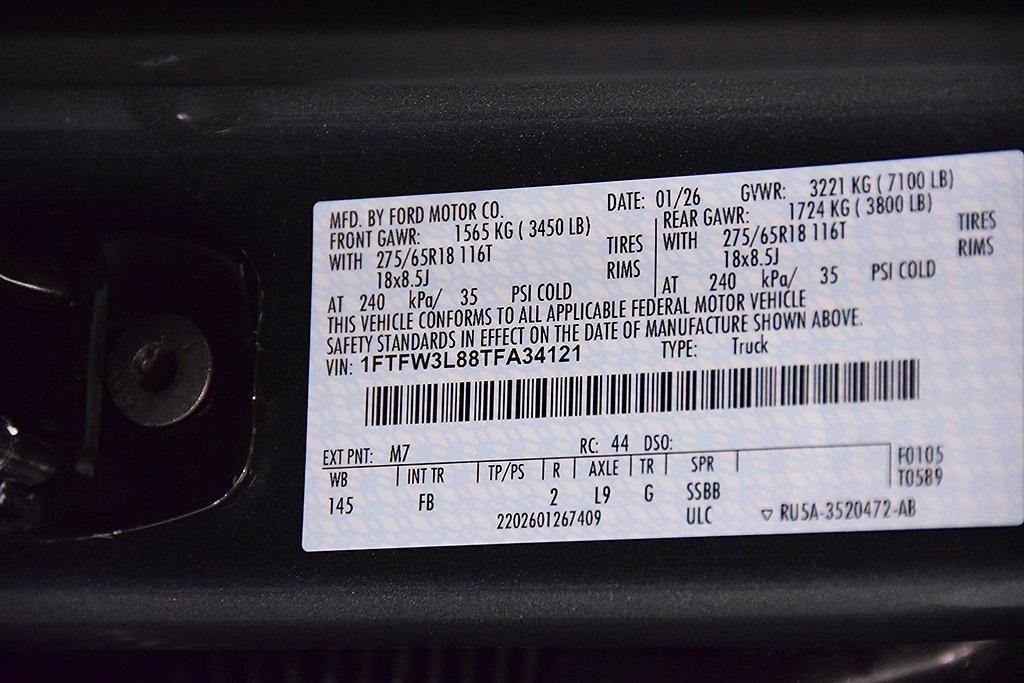 MFD. BY FORD MOTOR CO. DATE: 01/26 GVWR: 3221 KG ( 7100 LB)
FRONT GAWR: 1565 KG ( 3450 LB) REAR GAWR: 1724 KG ( 3800 LB)
WITH 275/65R18 116T TIRES WITH 275/65R18 116T TIRES
18x8.5J RIMS 18x8.5J RIMS
AT 240 kPa/ 35 PSI COLD AT 240 kPa/ 35 PSI COLD
THIS VEHICLE CONFORMS TO ALL APPLICABLE FEDERAL MOTOR VEHICLE
SAFETY STANDARDS IN EFFECT ON THE DATE OF MANUFACTURE SHOWN ABOVE.
VIN: 1FTFW3L88TFA34121 TYPE: Truck
EXT PNT: M7 RC: 44 DSO:
WB INT TR TP/PS R AXLE TR SPR F0105
T0589
145 FB 2 L9 G SSBB
2202601267409 ULC ▽ RU5A-3520472-AB